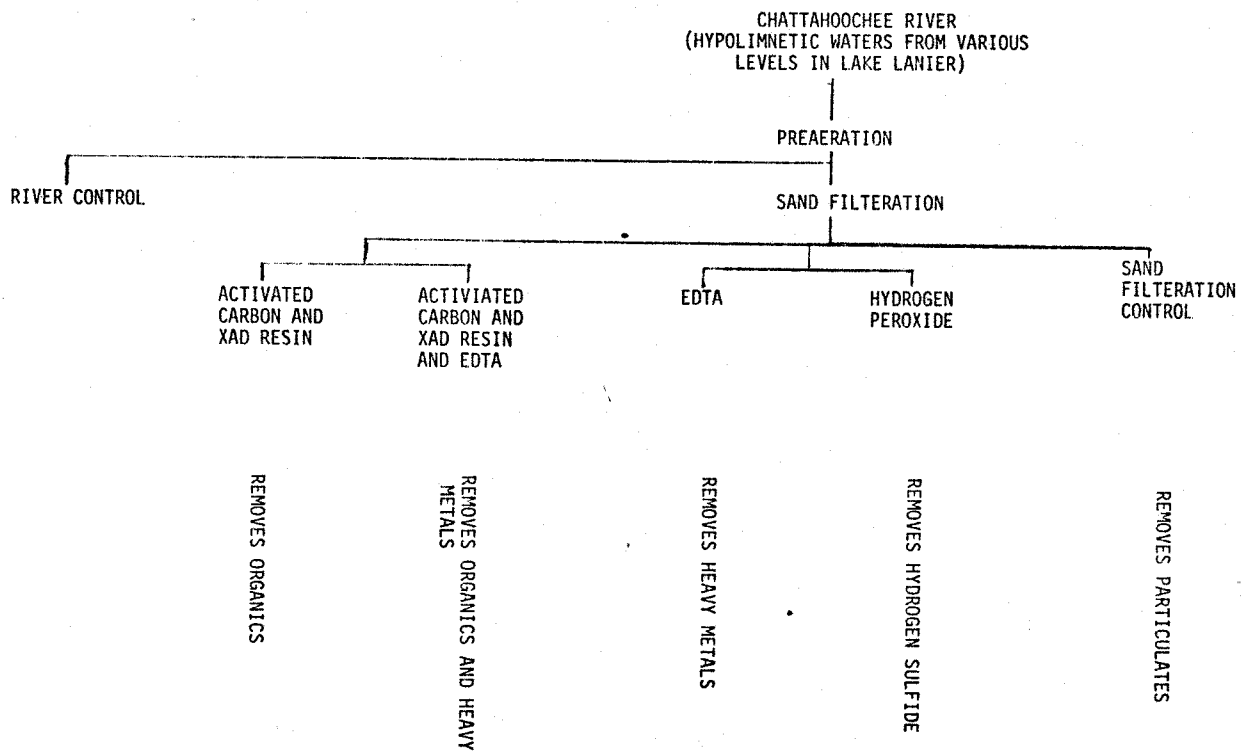 CHATTAHOOCHEE RIVER
(HYPOLIMNETIC WATERS FROM VARIOUS
LEVELS IN LAKE LANIER)
PREAERATION
RIVER CONTROL
SAND FILTERATION
ACTIVATED
CARBON AND
XAD RESIN
ACTIVIATED
CARBON AND
XAD RESIN
AND EDTA
EDTA
HYDROGEN
PEROXIDE
SAND
FILTERATION
CONTROL
REMOVES ORGANICS
REMOVES ORGANICS AND HEAVY
METALS
REMOVES HEAVY METALS
REMOVES HYDROGEN SULFIDE
REMOVES PARTICULATES